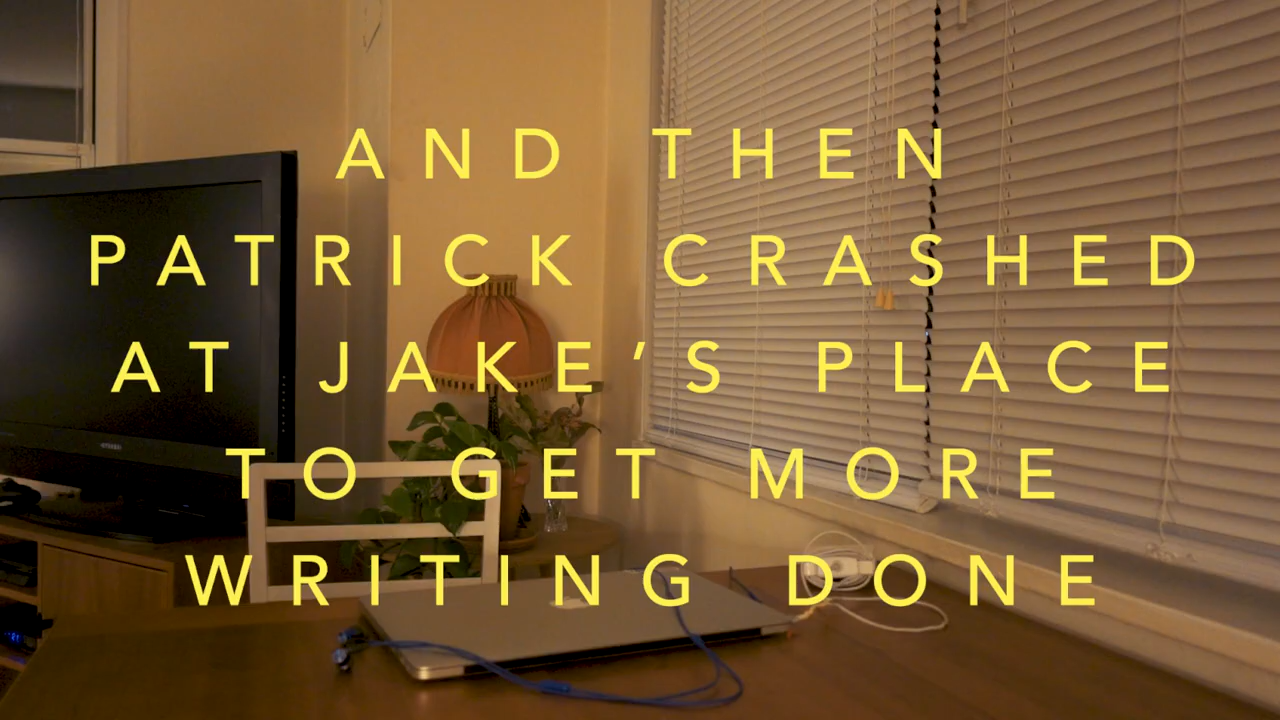 AND THEN
PATRICK CRASHED
AT JAKE’S PLACE
TO GET MORE
WRITING DONE